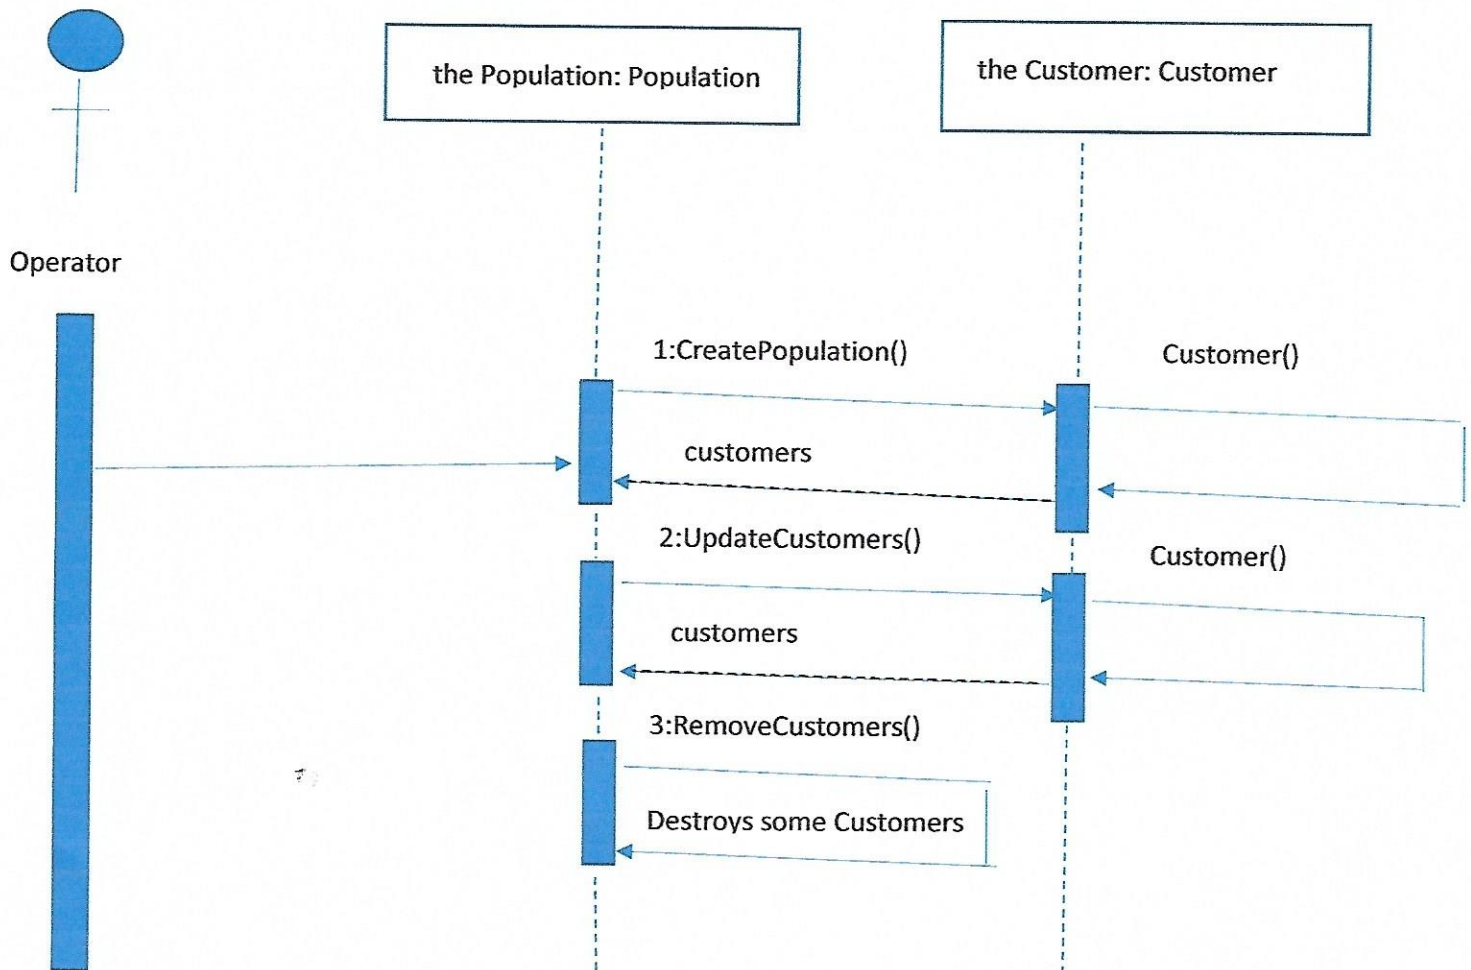 the Population: Population
the Customer: Customer
Operator
1:CreatePopulation()
Customer()
customers
2:UpdateCustomers()
Customer()
customers
3:RemoveCustomers()
Destroys some Customers